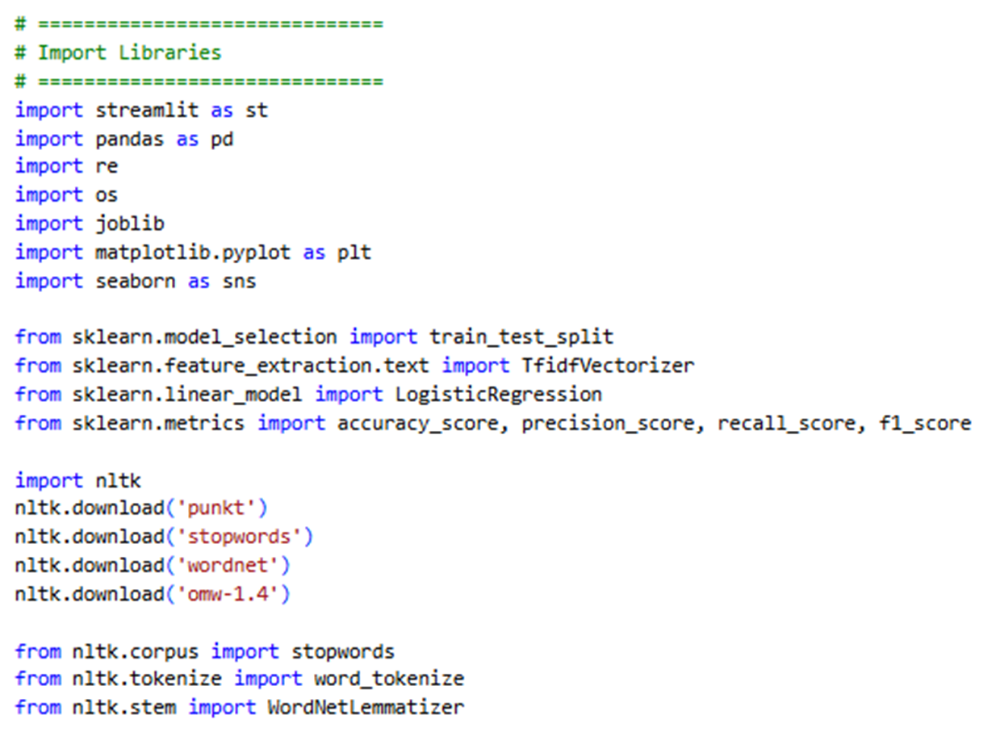 # ==============================
# Import Libraries
# ==============================
import streamlit as st
import pandas as pd
import re
import os
import joblib
import matplotlib.pyplot as plt
import seaborn as sns
from sklearn.model_selection import train_test_split
from sklearn.feature_extraction.text import TfidfVectorizer
from sklearn.linear_model import LogisticRegression
from sklearn.metrics import accuracy_score, precision_score, recall_score, f1_score
import nltk
nltk.download('punkt')
nltk.download('stopwords')
nltk.download('wordnet')
nltk.download('omw-1.4')
from nltk.corpus import stopwords
from nltk.tokenize import word_tokenize
from nltk.stem import WordNetLemmatizer